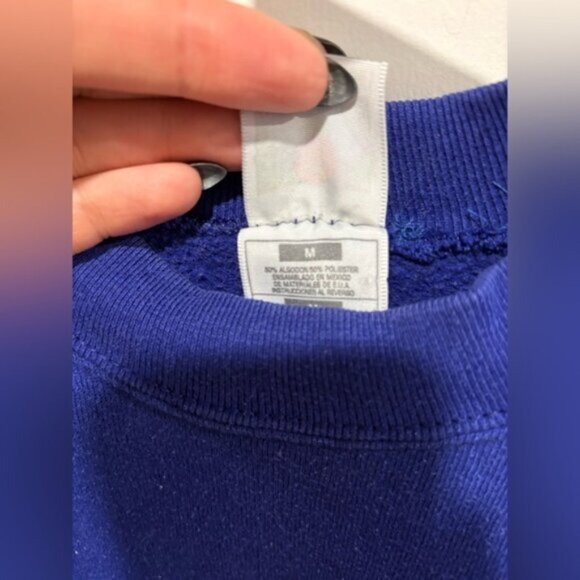 M
50% ALGODON/50% POLIESTER
ENSAMBLADO EN MEXICO
DE MATERIALES DE E.U.A.
INSTRUCCIONES AL REVERSO